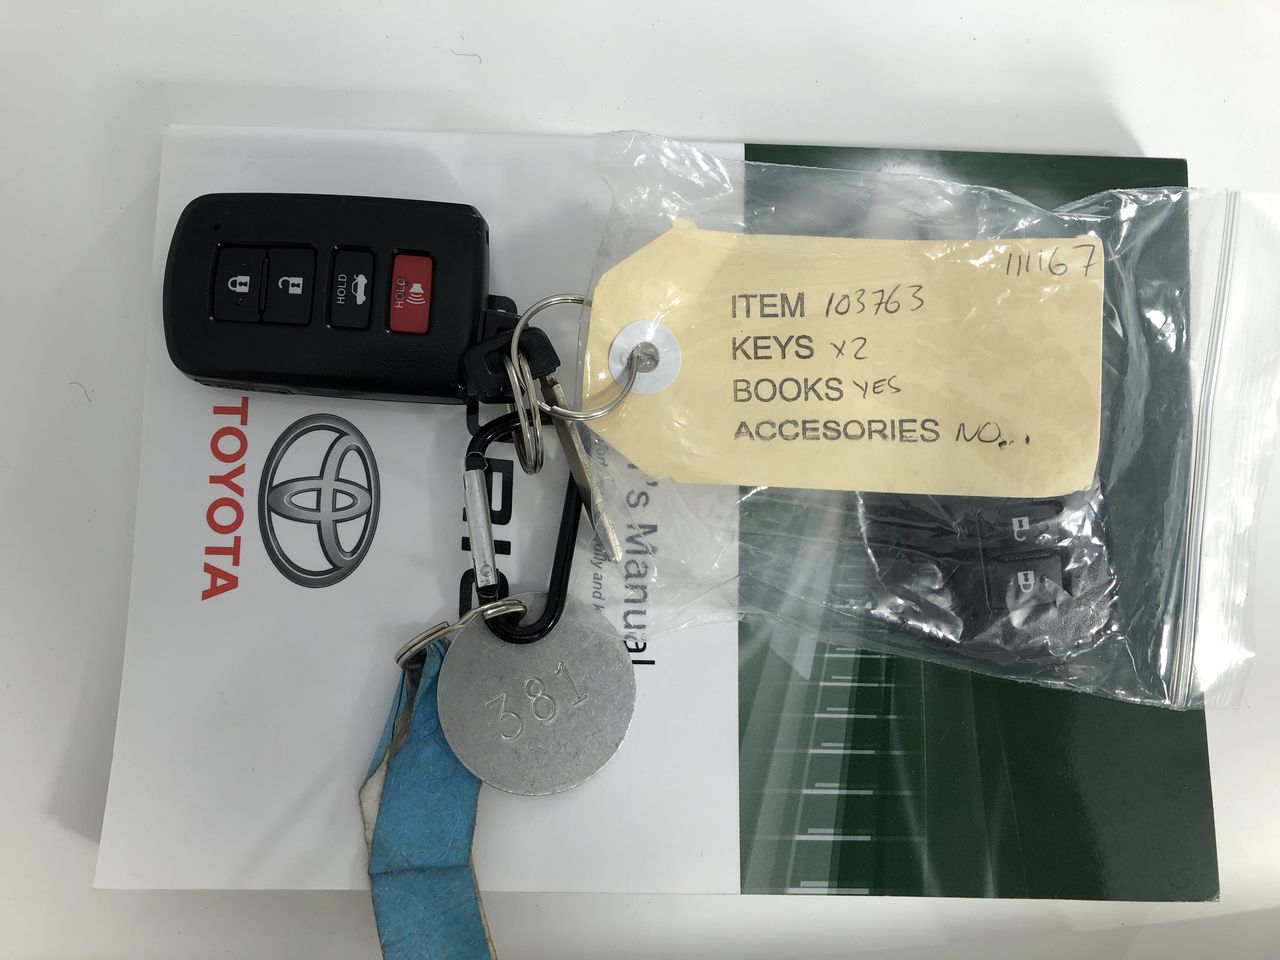 111167
ITEM 103763
KEYS x2
BOOKS YES
ACCESORIES NO...
HOLD
HOLD
TOYOTA
's Manual
381